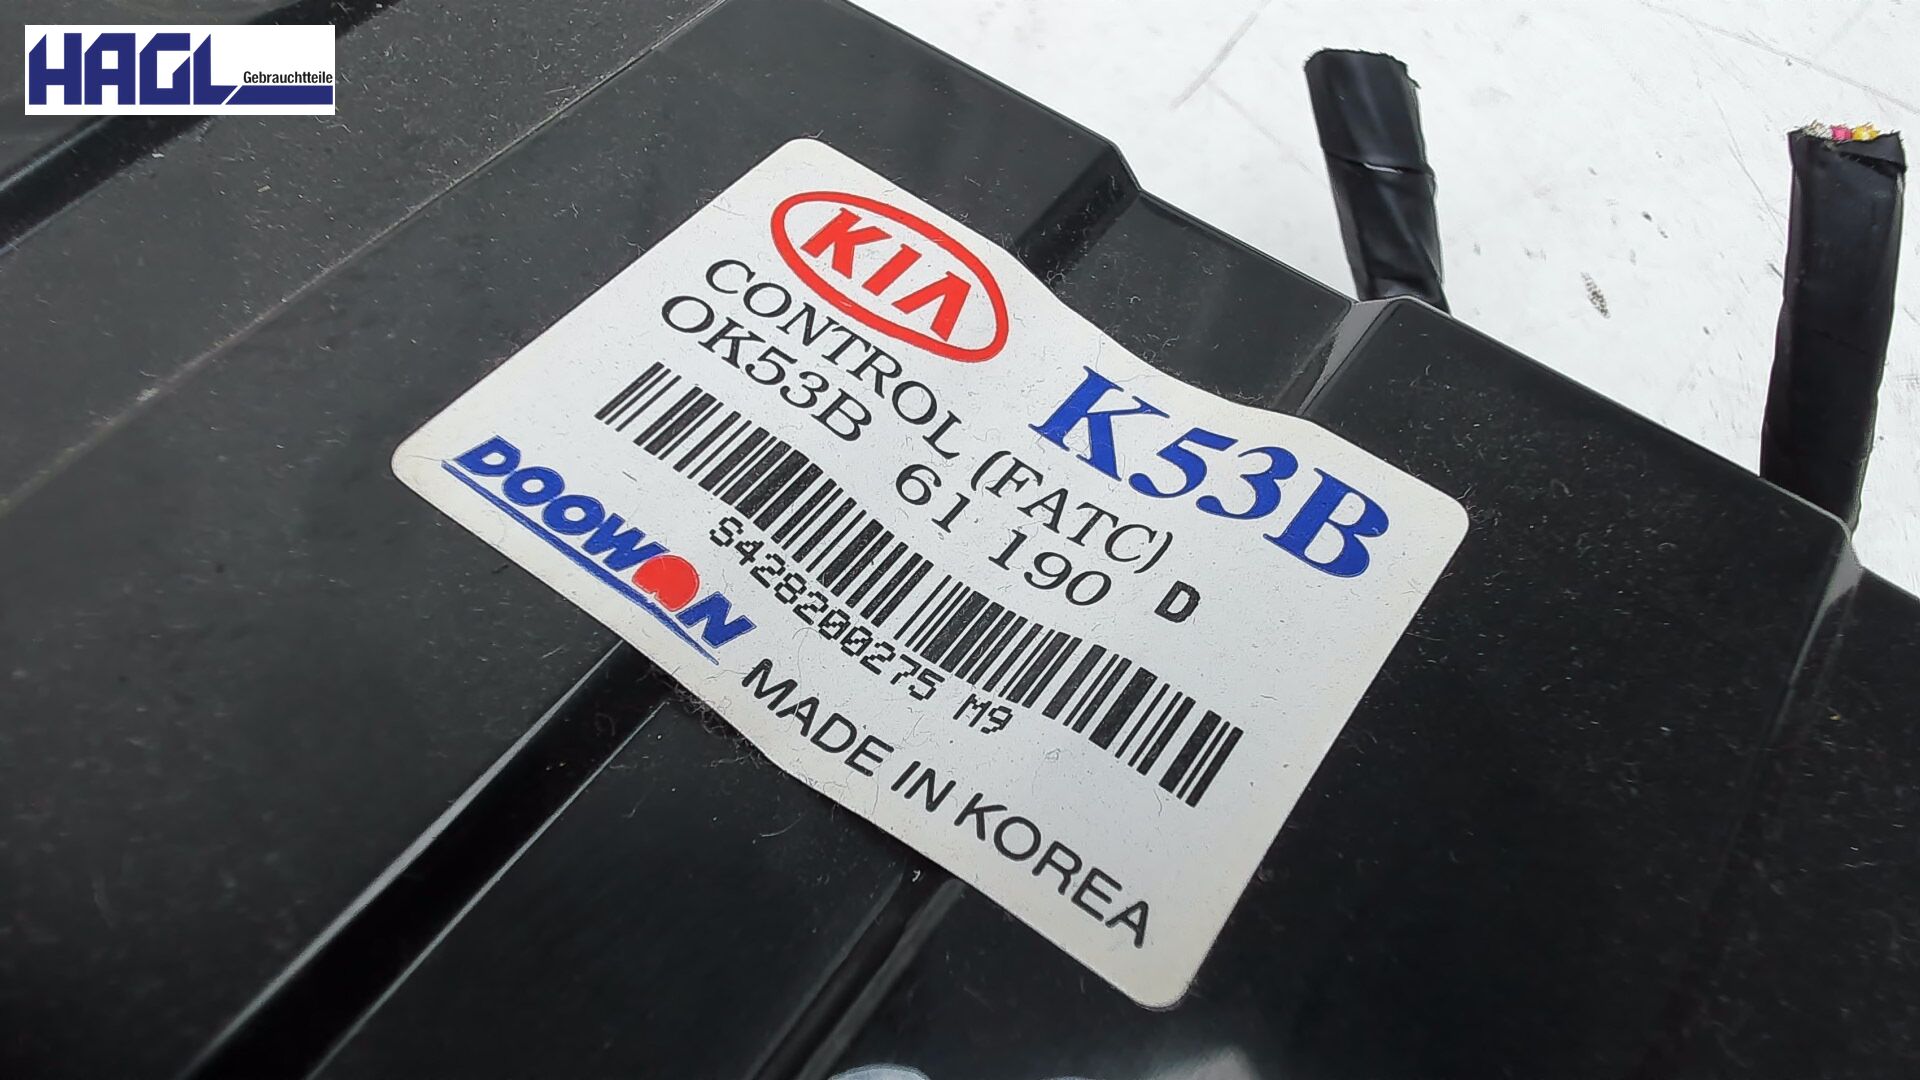 HAGL
Gebrauchtteile
KIA
K53B
CONTROL (FATC)
OK53B 61 190 D
S428200275 M9
DOOWON
MADE IN KOREA